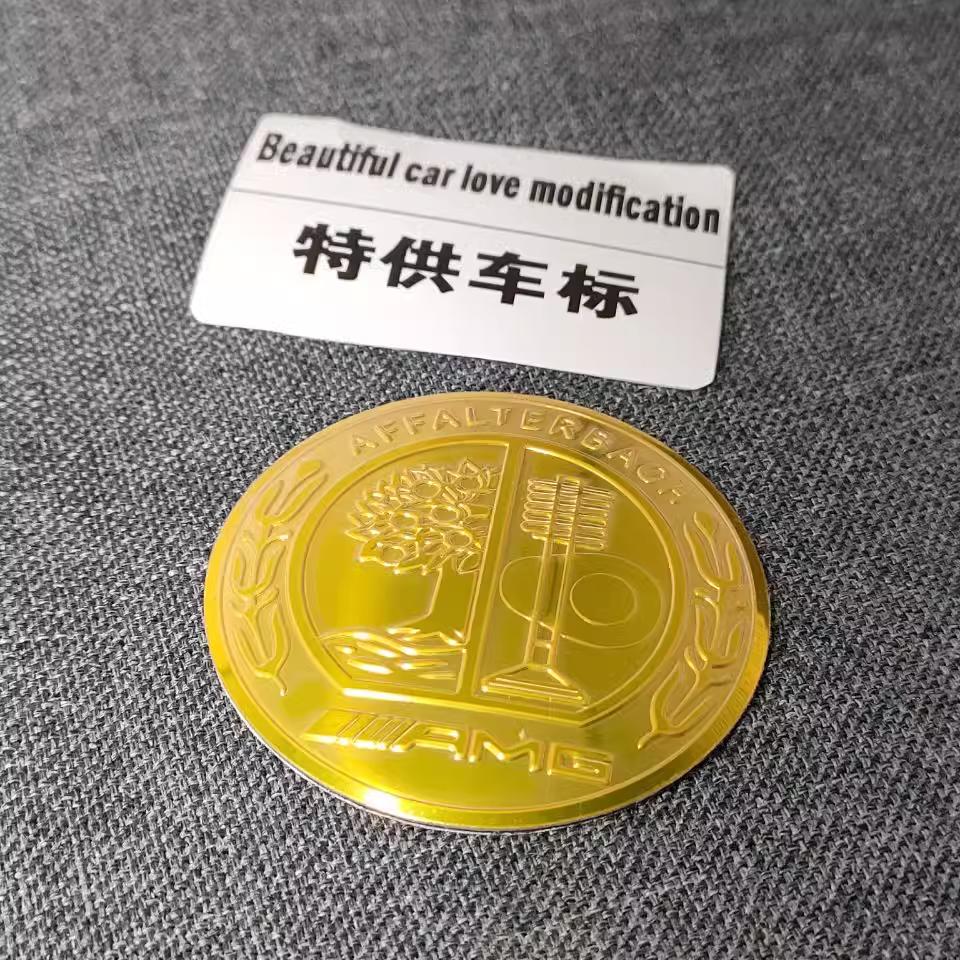 Beautiful car love modification
特供车标
AFFALTERBACH
AMG